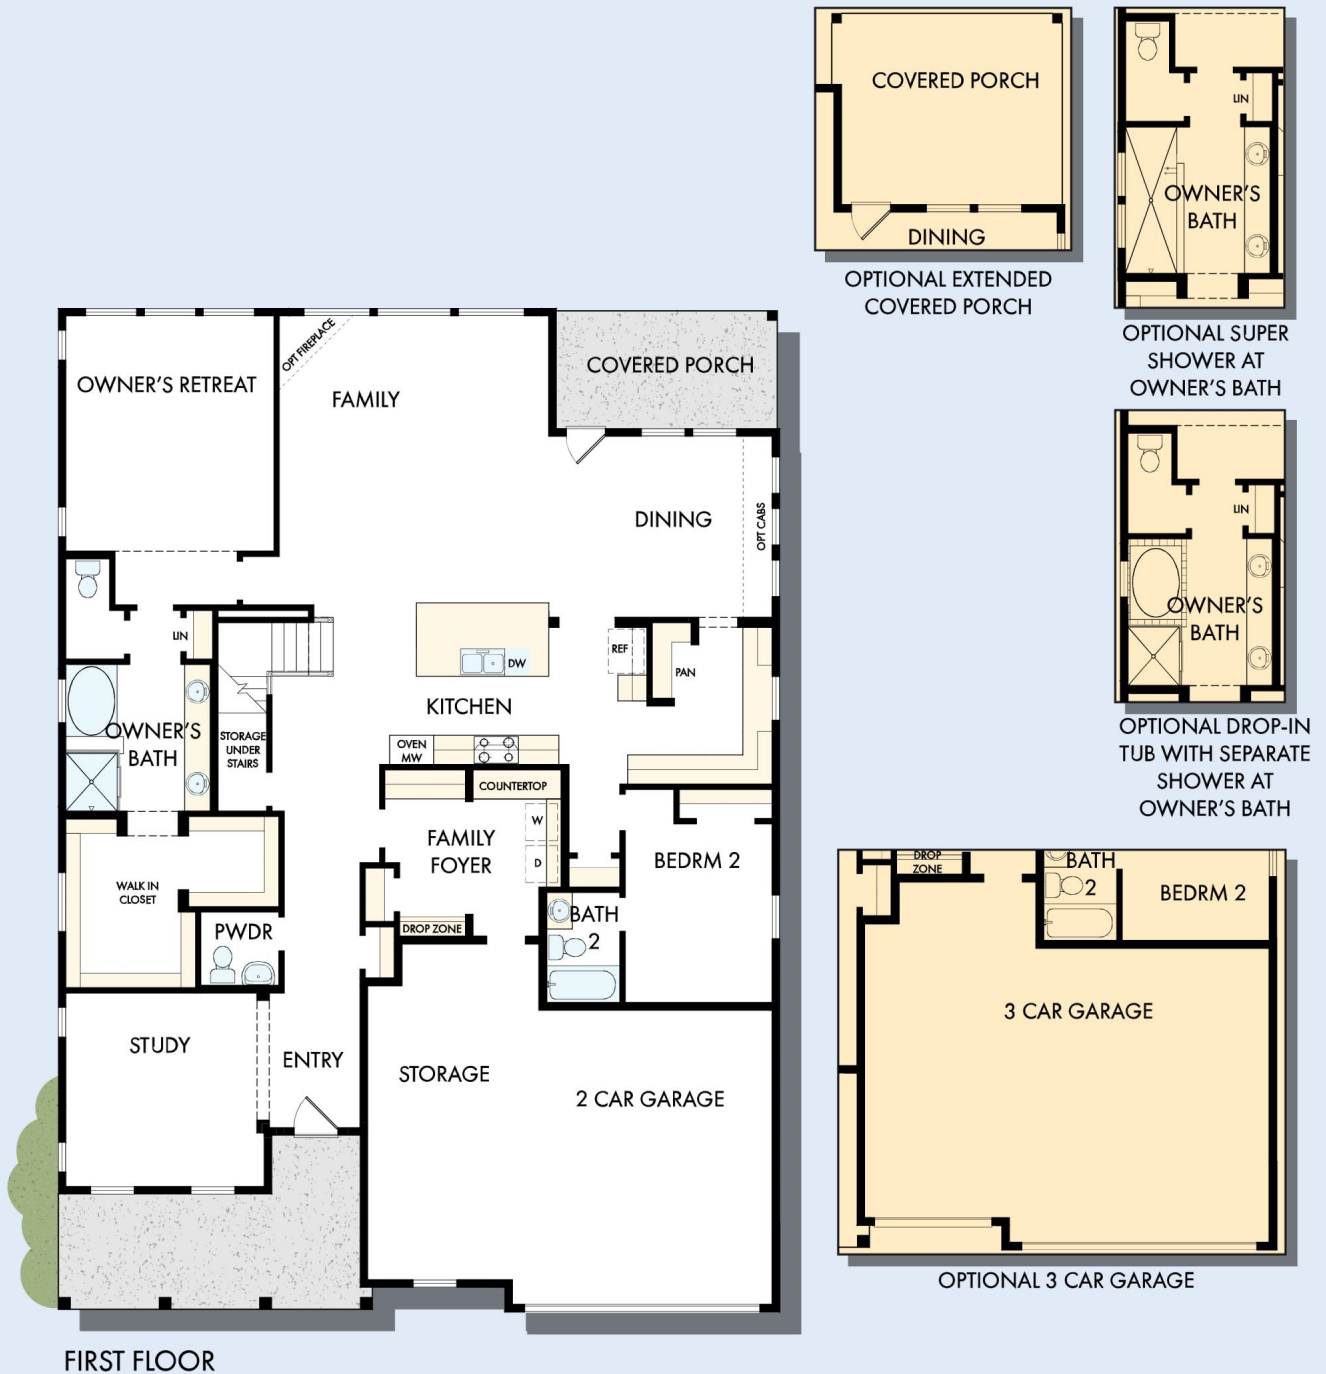 COVERED PORCH
DINING
OPTIONAL EXTENDED
COVERED PORCH
LIN
OWNER'S
BATH
OPTIONAL SUPER
SHOWER AT
OWNER'S BATH
LIN
OWNER'S
BATH
OPTIONAL DROP-IN
TUB WITH SEPARATE
SHOWER AT
OWNER'S BATH
OWNER'S RETREAT
OPT FIREPLACE
FAMILY
COVERED PORCH
DINING
OPT CABS
LIN
REF
PAN
DW
KITCHEN
OWNER'S
BATH
STORAGE
UNDER
STAIRS
OVEN
MW
COUNTERTOP
W
D
FAMILY
FOYER
BEDRM 2
WALK IN
CLOSET
PWDR
DROP ZONE
BATH
2
STUDY
ENTRY
STORAGE
2 CAR GARAGE
DROP
ZONE
BATH
2
BEDRM 2
3 CAR GARAGE
OPTIONAL 3 CAR GARAGE
FIRST FLOOR